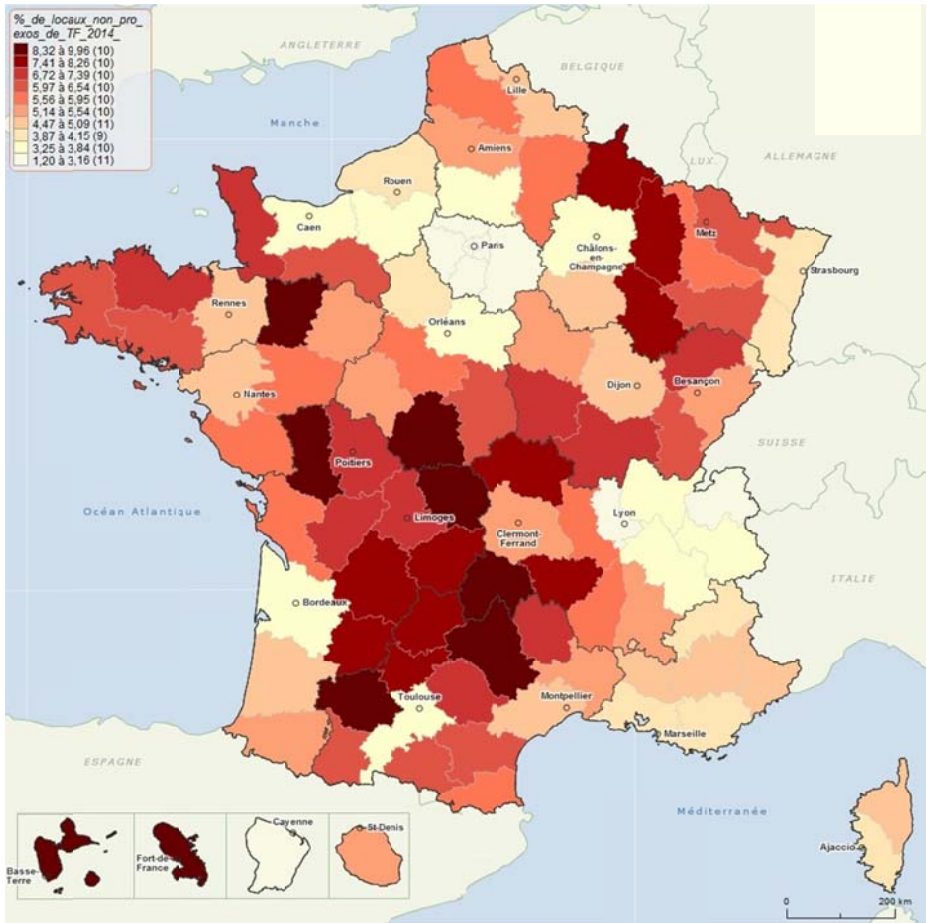 %_de_locaux_non_pro_
exos_de_TF_2014_
8,32 à 9,96 (10)
7,41 à 8,26 (10)
6,72 à 7,39 (10)
5,97 à 6,54 (10)
5,56 à 5,95 (10)
5,14 à 5,54 (10)
4,47 à 5,09 (11)
3,87 à 4,15 (9)
3,25 à 3,84 (10)
1,20 à 3,16 (11)
ANGLETERRE
BELGIQUE
Lille
Manche
Amiens
LUX.
ALLEMAGNE
Rouen
Caen
Paris
Metz
Châlons-
en-
Champagne
Strasbourg
Rennes
Orléans
Nantes
Dijon
Besançon
SUISSE
Poitiers
Océan Atlantique
Limoges
Lyon
Clermont-
Ferrand
ITALIE
Bordeaux
Toulouse
Montpellier
Marseille
ESPAGNE
Méditerranée
Cayenne
St-Denis
Fort-de-
France
Basse-
Terre
Ajaccio
0 200 km